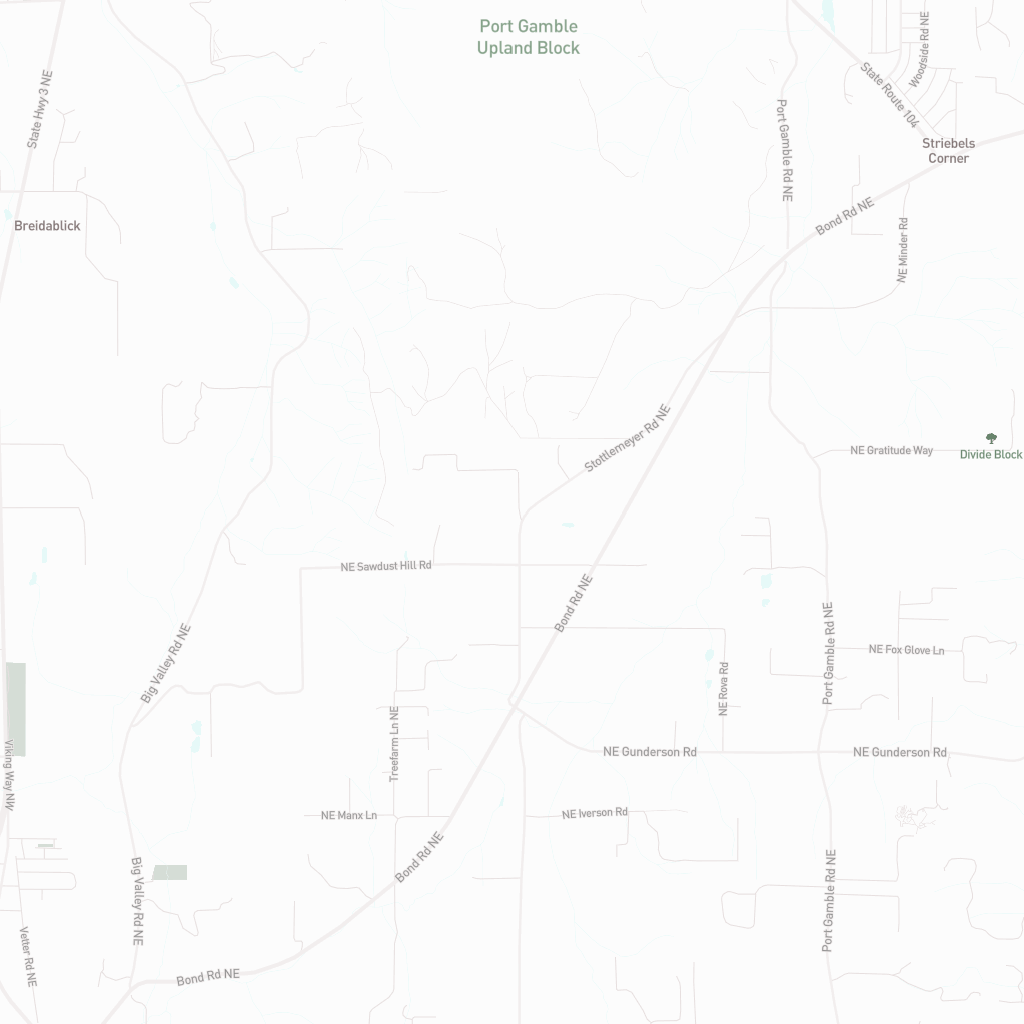 Port Gamble
Upland Block
Woodside Rd NE
State Route 104
State Hwy 3 NE
Port Gamble Rd NE
Striebels
Corner
Bond Rd NE
Breidablick
NE Minder Rd
Stottlemeyer Rd NE
NE Gratitude Way
Divide Block
NE Sawdust Hill Rd
Bond Rd NE
Big Valley Rd NE
Port Gamble Rd NE
NE Fox Glove Ln
NE Rova Rd
Treefarm Ln NE
NE Gunderson Rd
NE Gunderson Rd
Viking Way NW
NE Manx Ln
NE Iverson Rd
Bond Rd NE
Big Valley Rd NE
Port Gamble Rd NE
Vetter Rd NE
Bond Rd NE